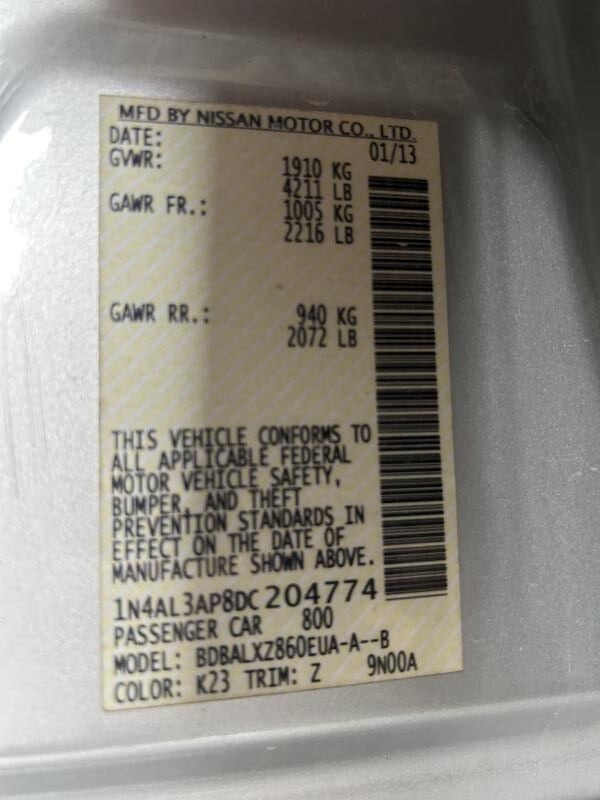 MFD BY NISSAN MOTOR CO., LTD.
DATE: 01/13
GVWR: 1910 KG
4211 LB
GAWR FR.: 1005 KG
2216 LB
GAWR RR.: 940 KG
2072 LB
THIS VEHICLE CONFORMS TO
ALL APPLICABLE FEDERAL
MOTOR VEHICLE SAFETY,
BUMPER, AND THEFT
PREVENTION STANDARDS IN
EFFECT ON THE DATE OF
MANUFACTURE SHOWN ABOVE.
1N4AL3AP8DC204774
PASSENGER CAR 800
MODEL: BDBALXZ860EUA-A--B
COLOR: K23 TRIM: Z 9N00A